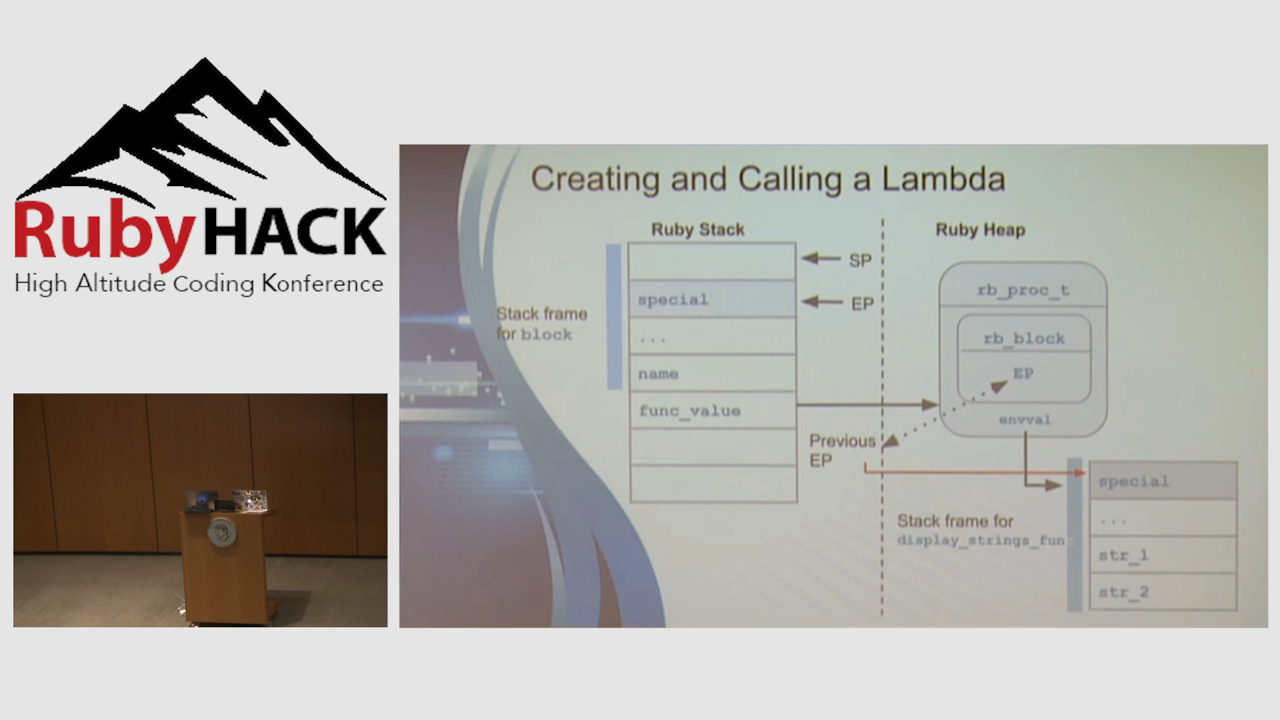 RubyHACK
High Altitude Coding Konference
Creating and Calling a Lambda
Ruby Stack
Ruby Heap
SP
special
EP
Stack frame
for block
...
name
func_value
rb_proc_t
rb_block
EP
envval
Previous
EP
special
Stack frame for
display_strings_func
...
str_1
str_2